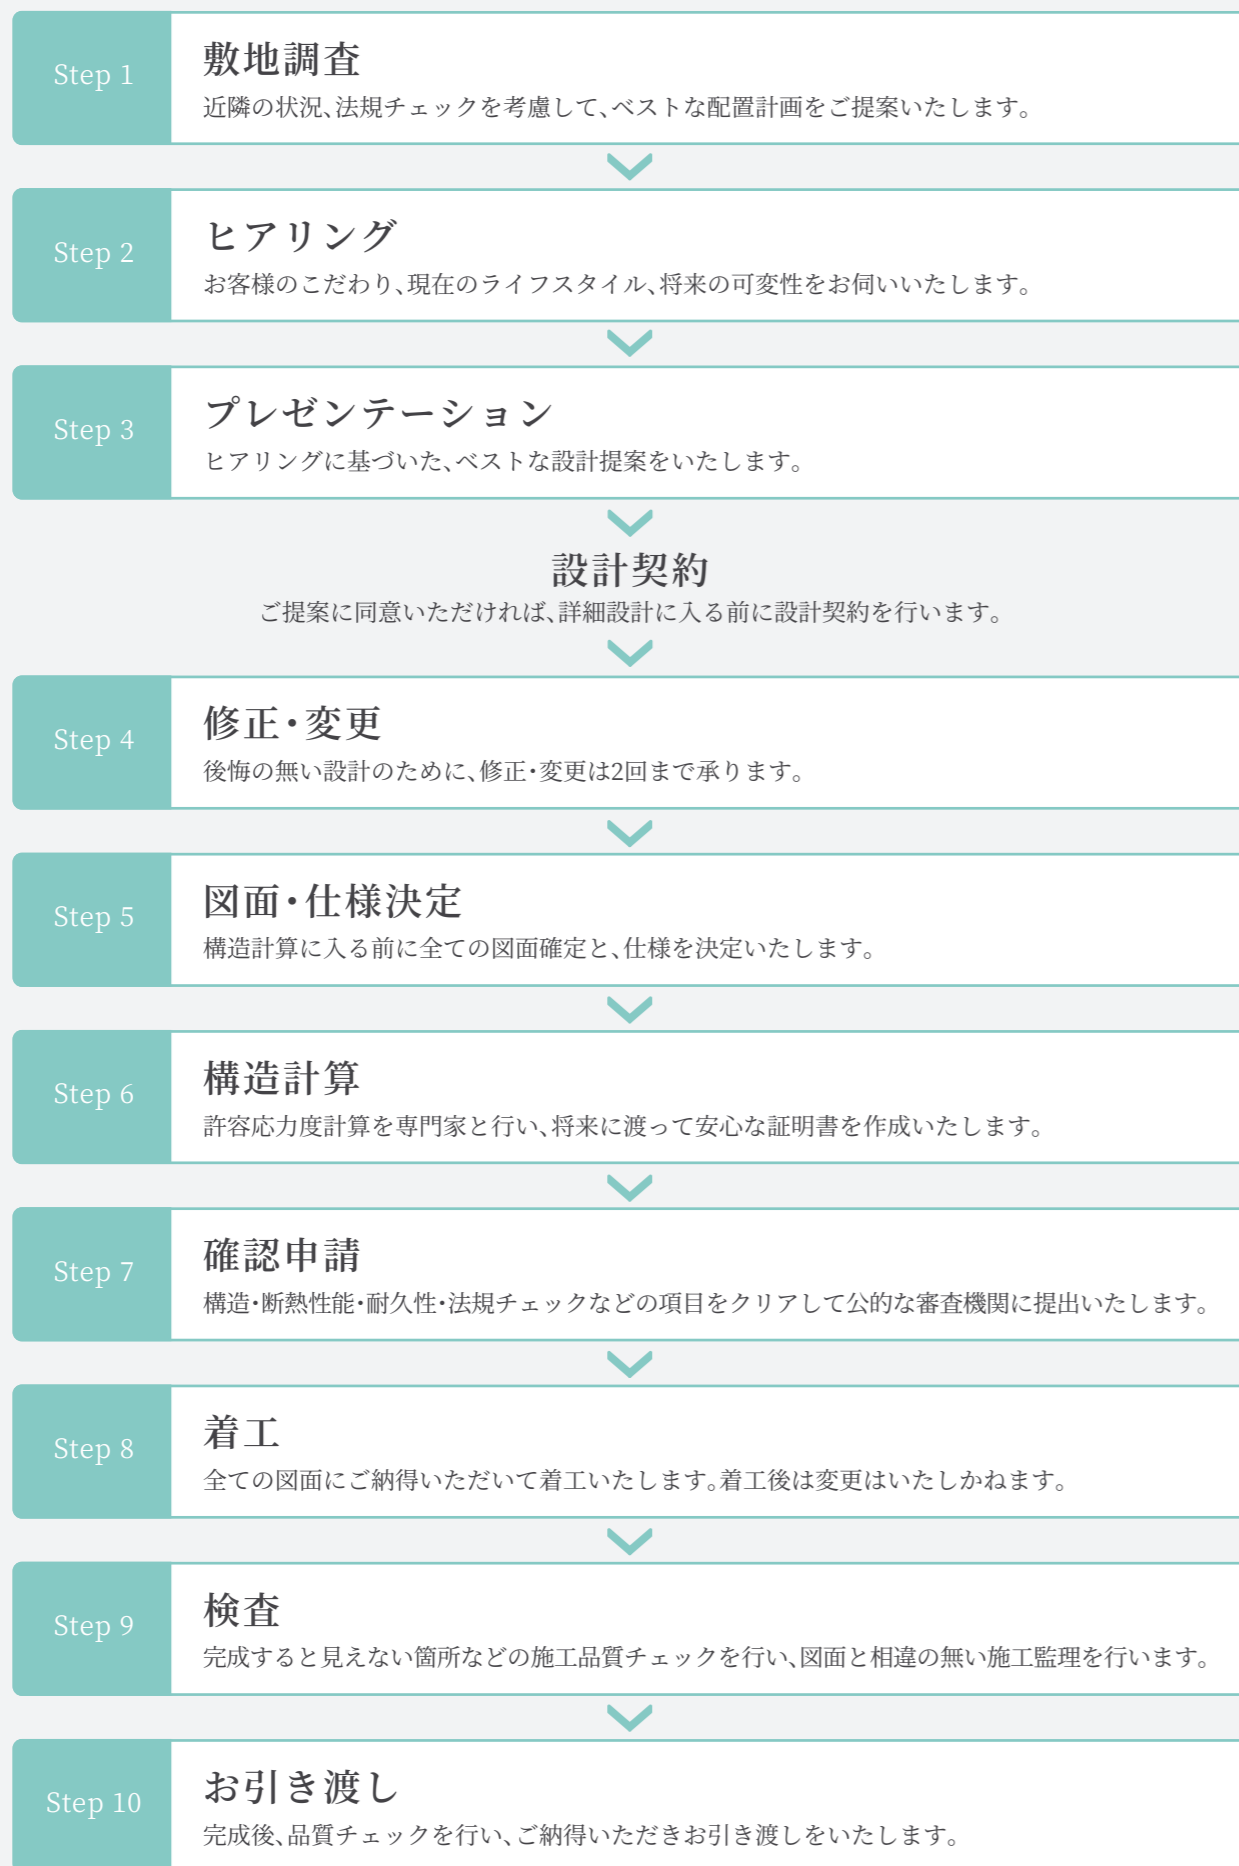 Step 1
敷地調査
近隣の状況、法規チェックを考慮して、ベストな配置計画をご提案いたします。
Step 2
ヒアリング
お客様のこだわり、現在のライフスタイル、将来の可変性をお伺いいたします。
Step 3
プレゼンテーション
ヒアリングに基づいた、ベストな設計提案をいたします。
設計契約
ご提案に同意いただければ、詳細設計に入る前に設計契約を行います。
Step 4
修正・変更
後悔の無い設計のために、修正・変更は2回まで承ります。
Step 5
図面・仕様決定
構造計算に入る前に全ての図面確定と、仕様を決定いたします。
Step 6
構造計算
許容応力度計算を専門家と行い、将来に渡って安心な証明書を作成いたします。
Step 7
確認申請
構造・断熱性能・耐久性・法規チェックなどの項目をクリアして公的な審査機関に提出いたします。
Step 8
着工
全ての図面にご納得いただいて着工いたします。着工後は変更はいたしかねます。
Step 9
検査
完成すると見えない箇所などの施工品質チェックを行い、図面と相違の無い施工監理を行います。
Step 10
お引き渡し
完成後、品質チェックを行い、ご納得いただきお引き渡しをいたします。